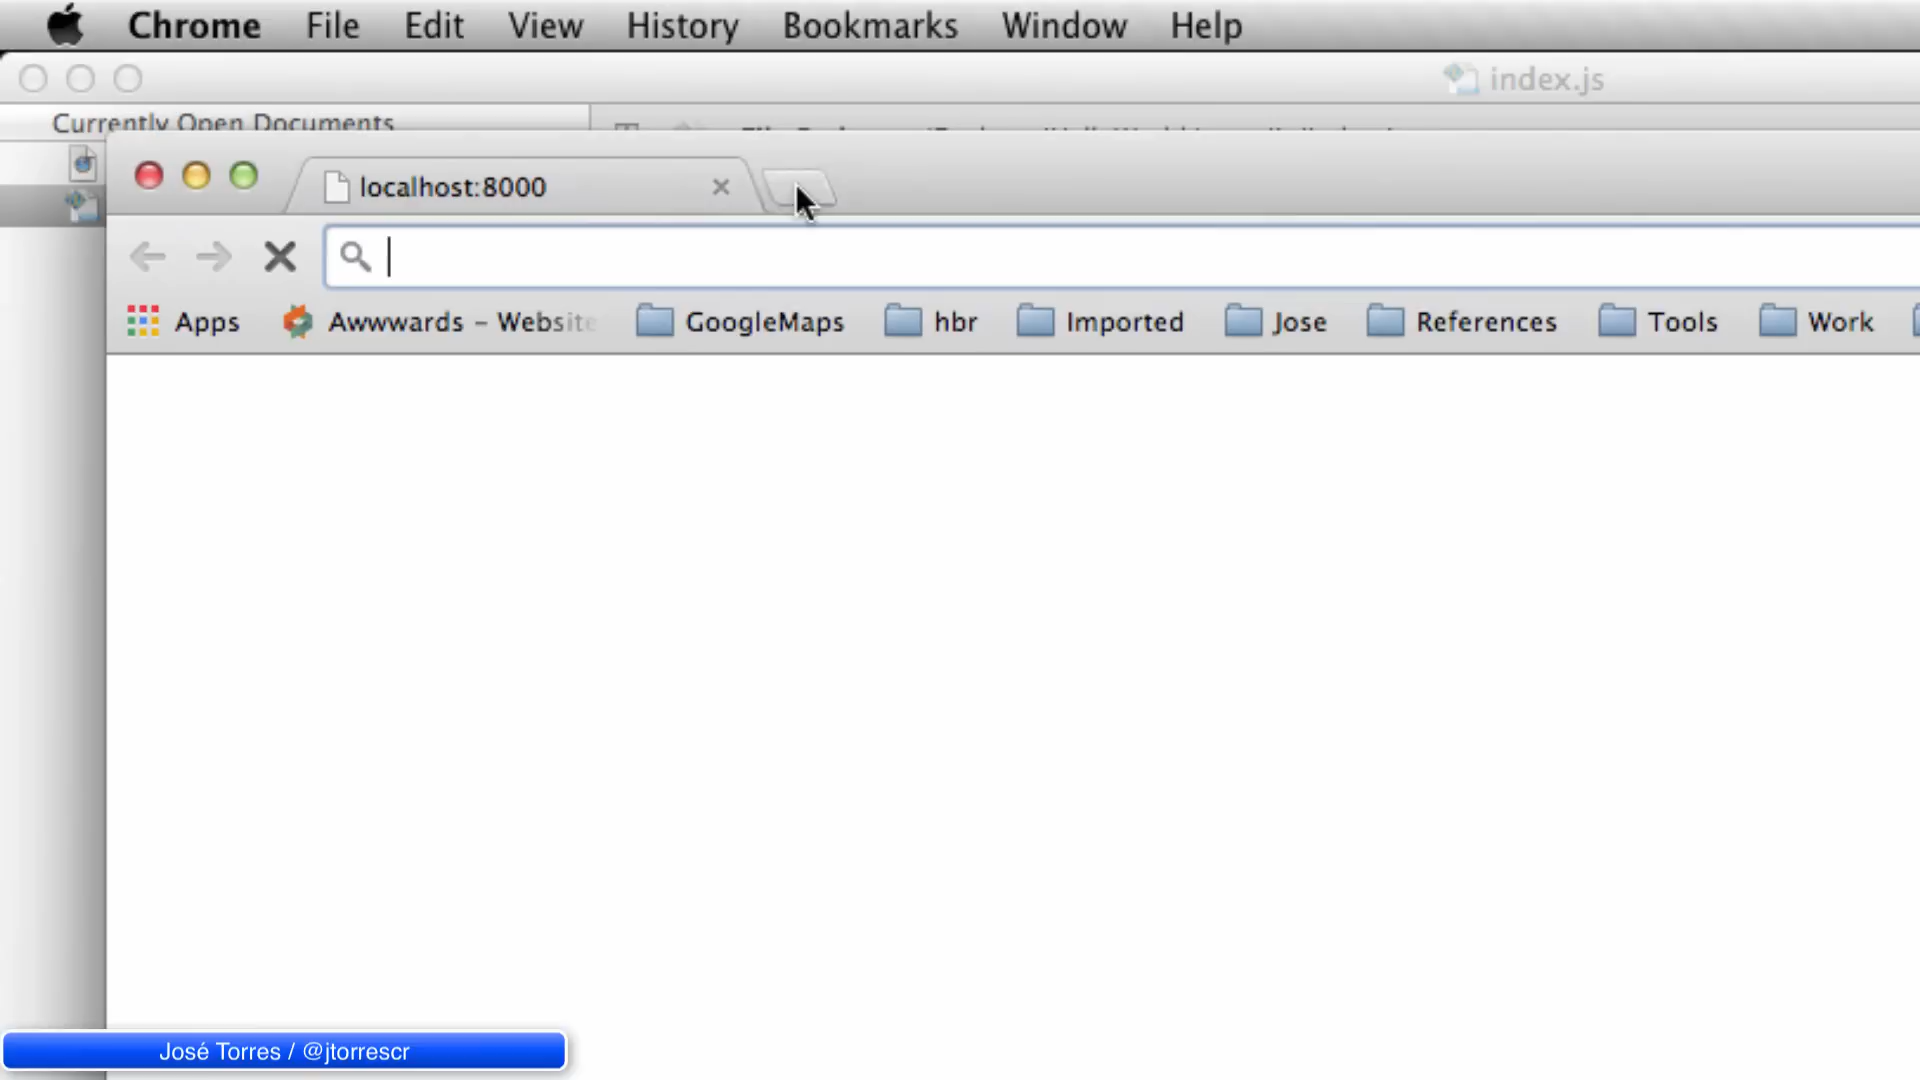 Chrome File Edit View History Bookmarks Window Help
index.js
Currently Open Documents
localhost:8000
Apps Awwwards - Website GoogleMaps hbr Imported Jose References Tools Work
José Torres / @jtorrescr